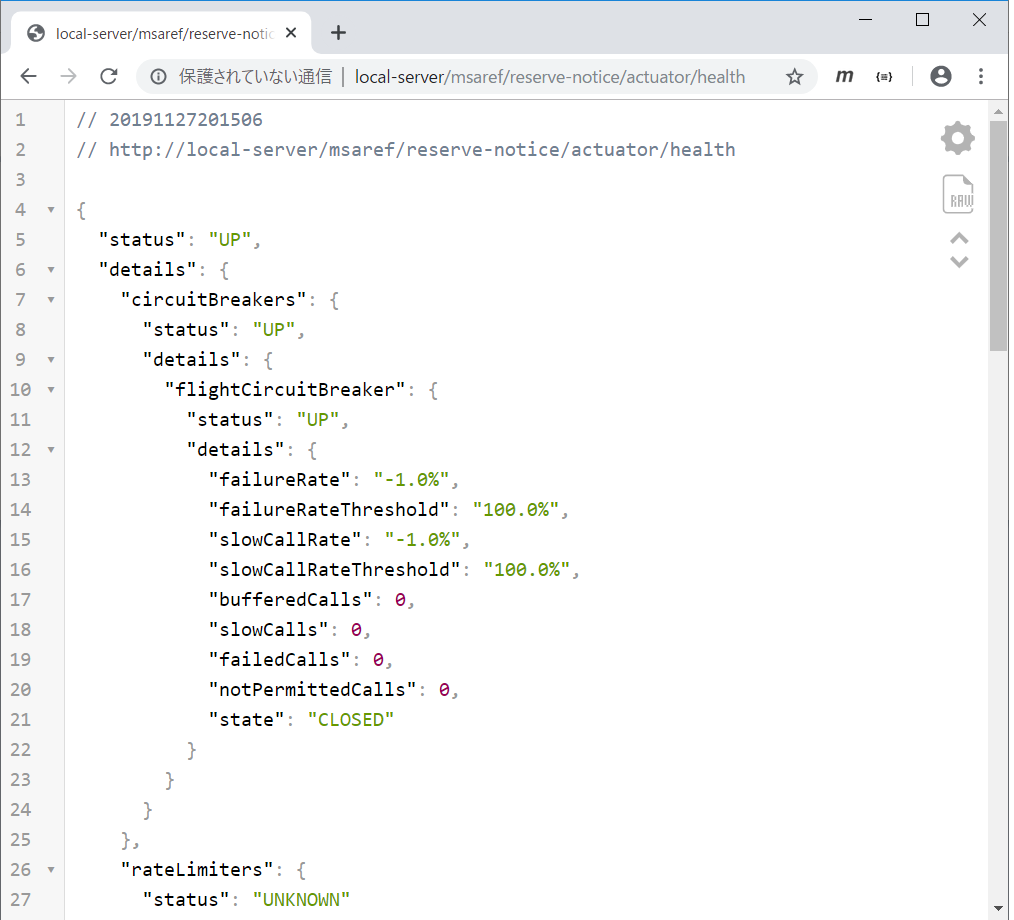 local-server/msaref/reserve-notic
保護されていない通信 | local-server/msaref/reserve-notice/actuator/health
m {≡}
1 // 20191127201506
2 // http://local-server/msaref/reserve-notice/actuator/health
3
4 {
5 "status": "UP",
6 "details": {
7 "circuitBreakers": {
8 "status": "UP",
9 "details": {
10 "flightCircuitBreaker": {
11 "status": "UP",
12 "details": {
13 "failureRate": "-1.0%",
14 "failureRateThreshold": "100.0%",
15 "slowCallRate": "-1.0%",
16 "slowCallRateThreshold": "100.0%",
17 "bufferedCalls": 0,
18 "slowCalls": 0,
19 "failedCalls": 0,
20 "notPermittedCalls": 0,
21 "state": "CLOSED"
22 }
23 }
24 }
25 },
26 "rateLimiters": {
27 "status": "UNKNOWN"
RAW